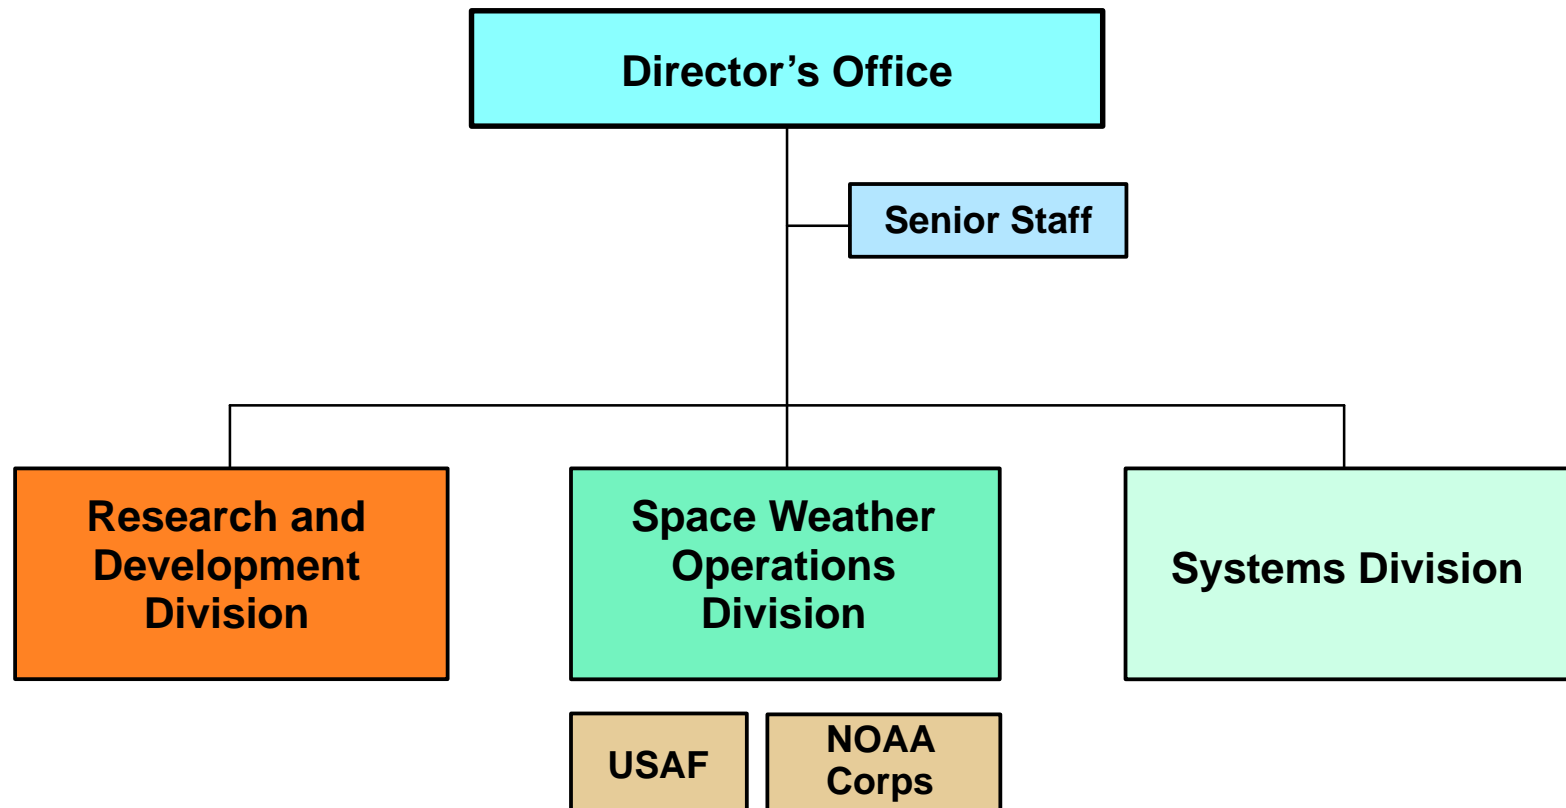 Director’s Office
Senior Staff
Research and
Development
Division
Space Weather
Operations
Division
Systems Division
USAF
NOAA
Corps